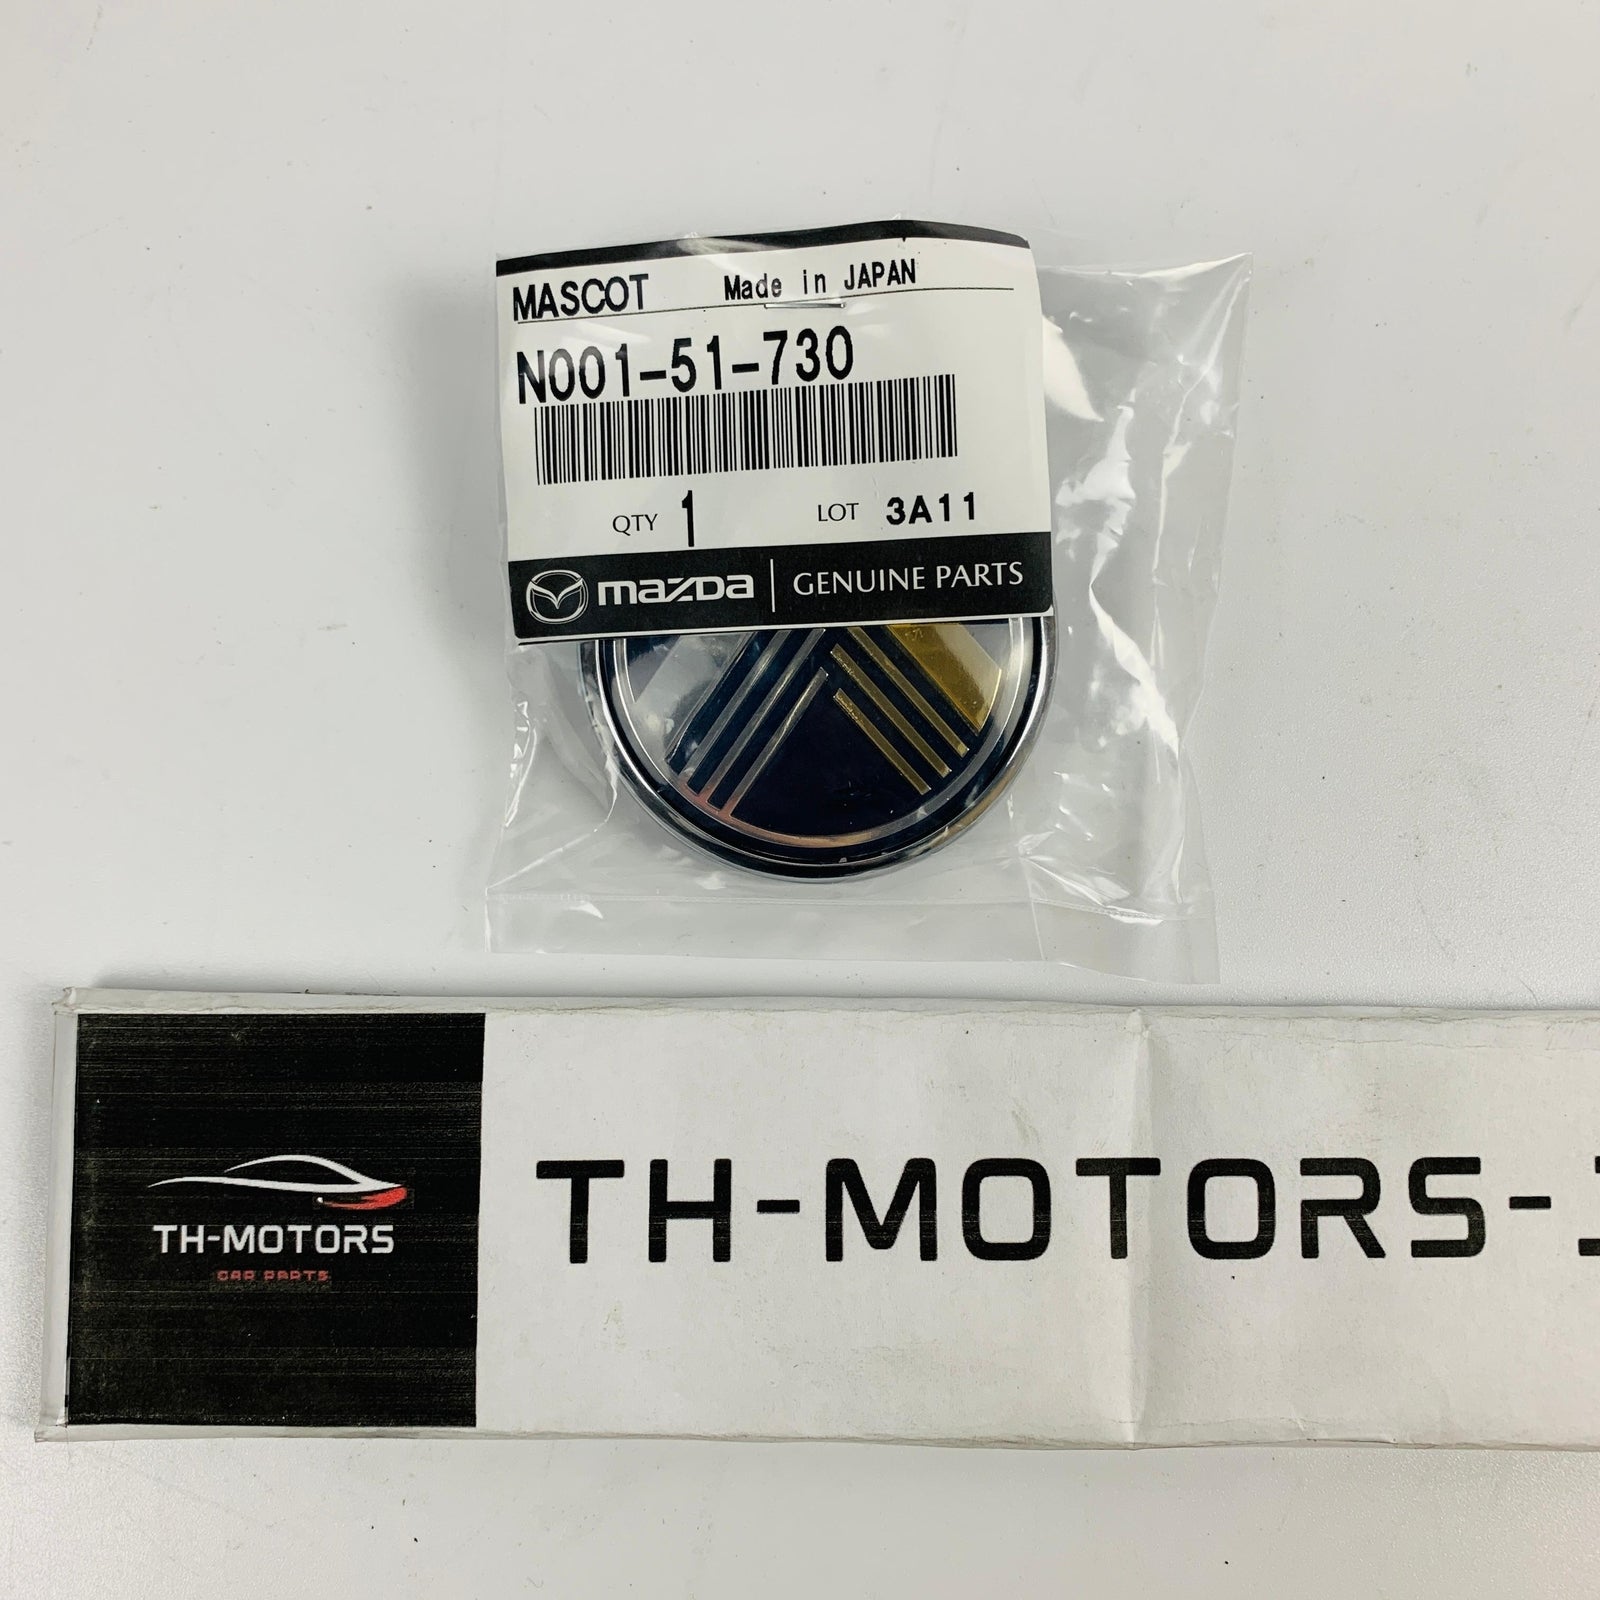 MASCOT Made in JAPAN
N001-51-730
QTY 1 LOT 3A11
mazda GENUINE PARTS
TH-MOTORS
CAR PARTS
TH-MOTORS-